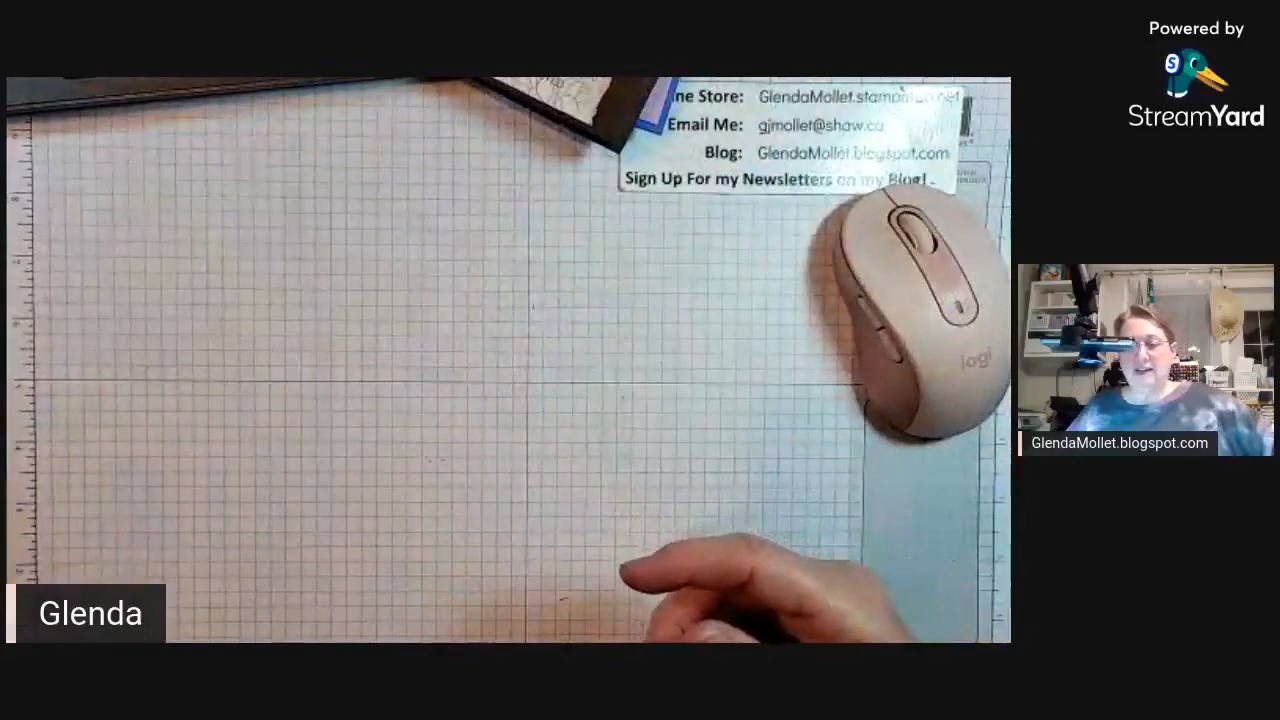 Powered by
StreamYard
ne Store: GlendaMollet.stampinup.net
Email Me: gjmollet@shaw.ca
Blog: GlendaMollet.blogspot.com
Sign Up For my Newsletters on my Blog!
logi
GlendaMollet.blogspot.com
Glenda